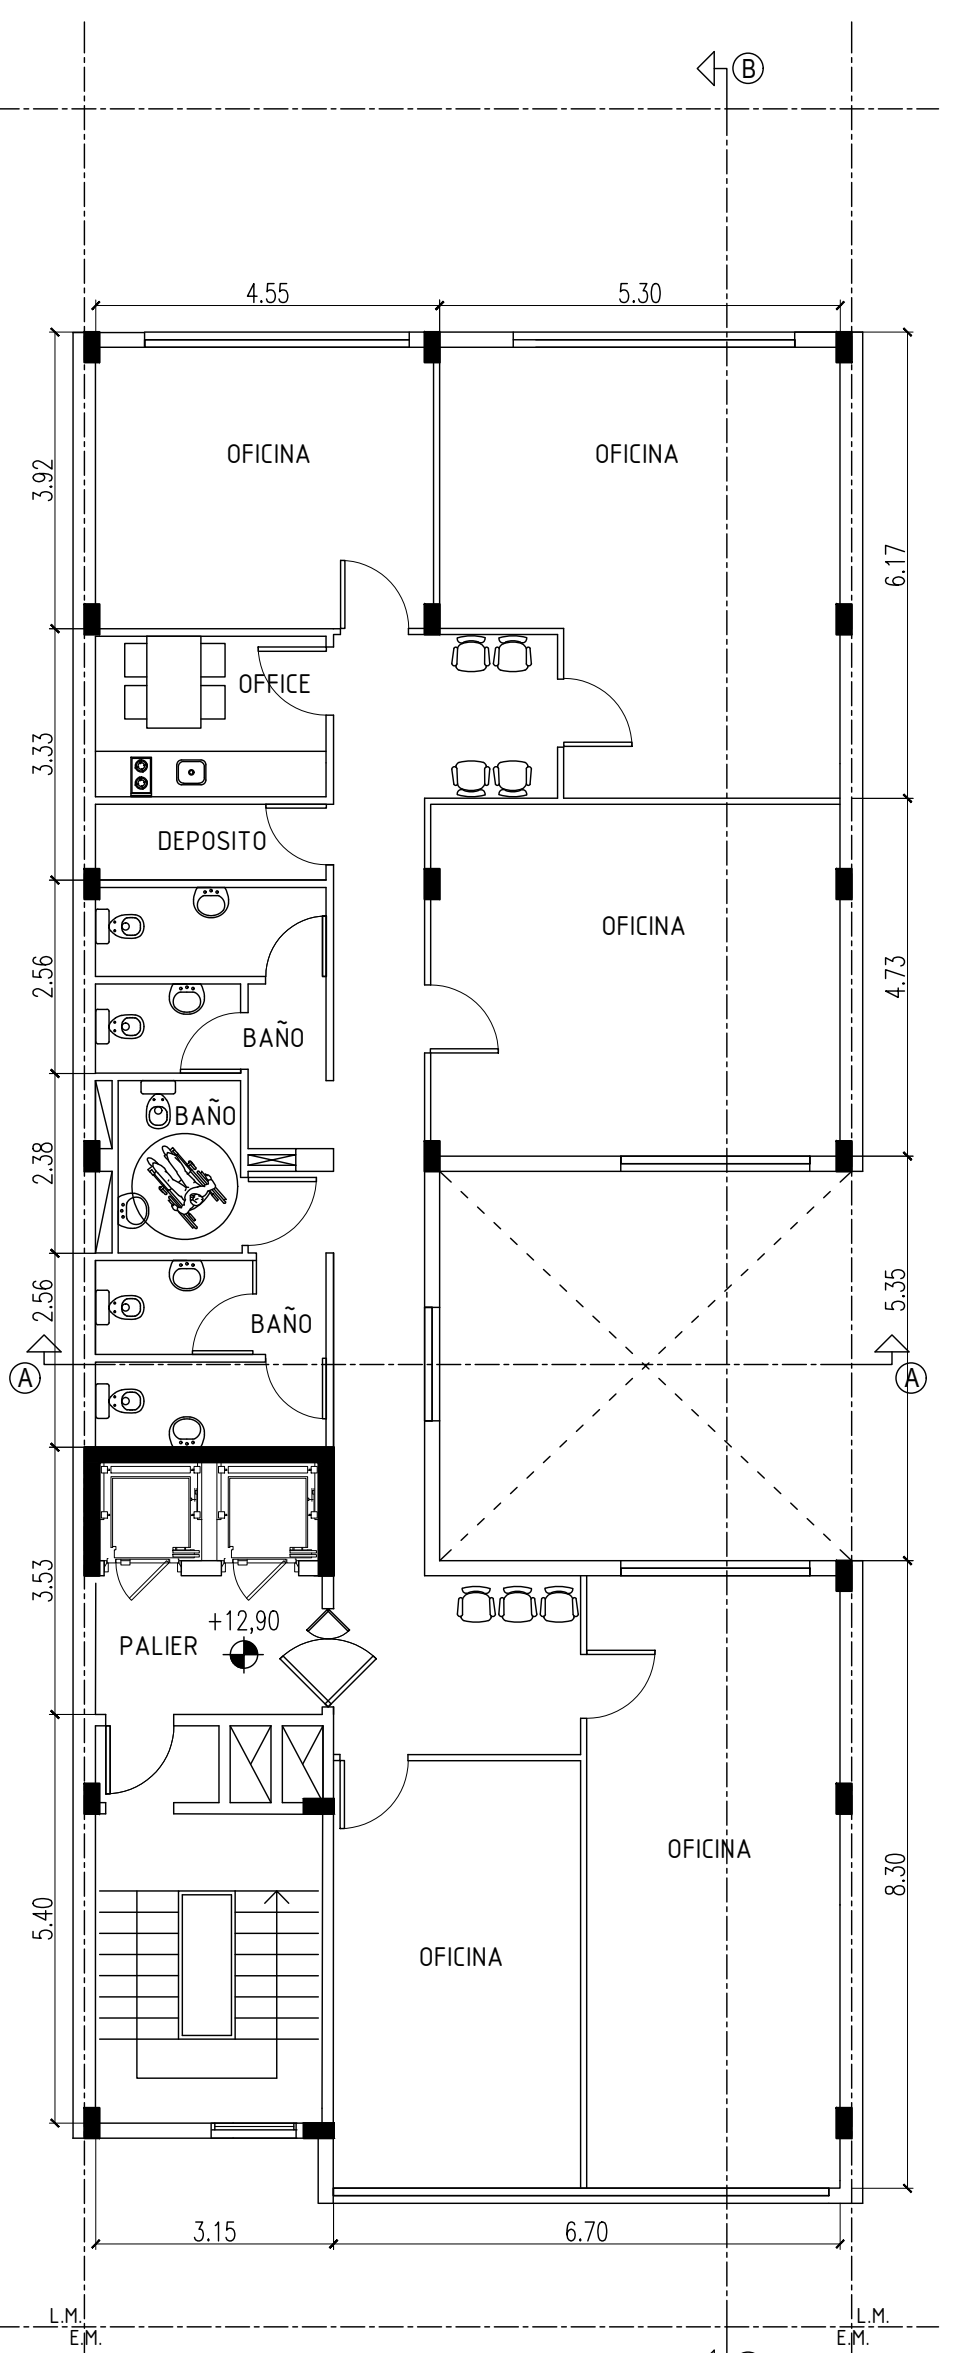 B
4.55
5.30
OFICINA
OFICINA
3.92
6.17
OFFICE
3.33
DEPOSITO
OFICINA
2.56
4.73
BAÑO
BAÑO
2.38
2.56
5.35
BAÑO
A
A
3.53
+12,90
PALIER
OFICINA
8.30
5.40
OFICINA
3.15
6.70
L.M.
L.M.
E.M.
E.M.